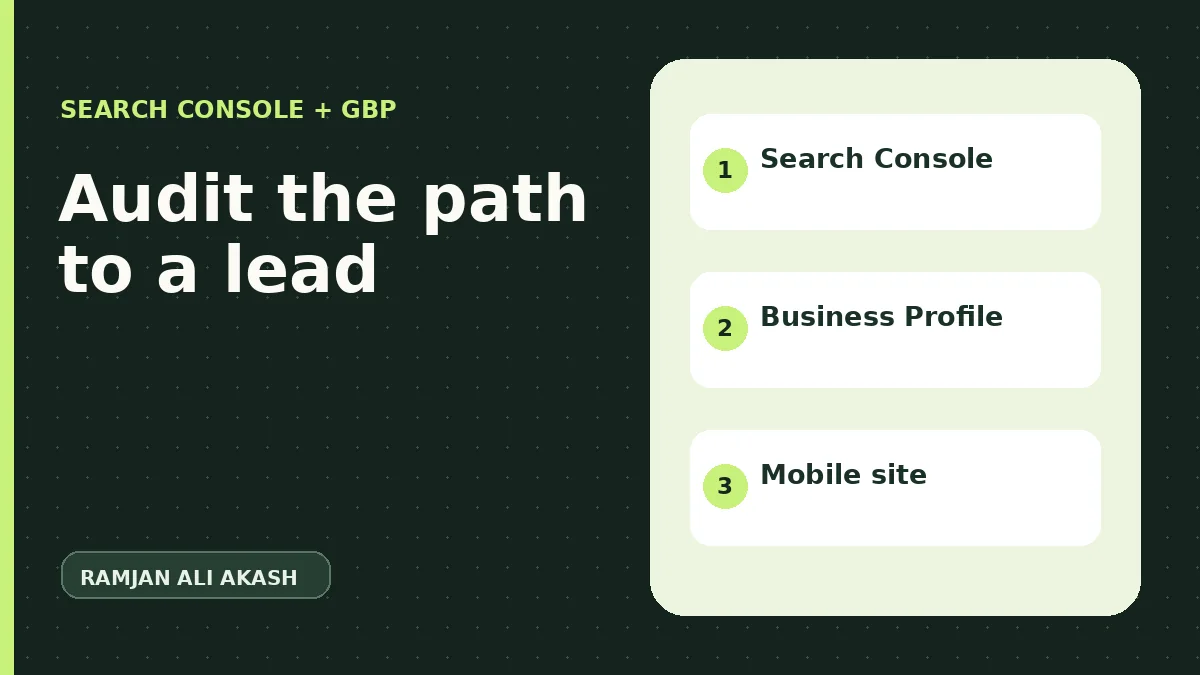 SEARCH CONSOLE + GBP
Audit the path
to a lead
RAMJAN ALI AKASH
1 Search Console
2 Business Profile
3 Mobile site